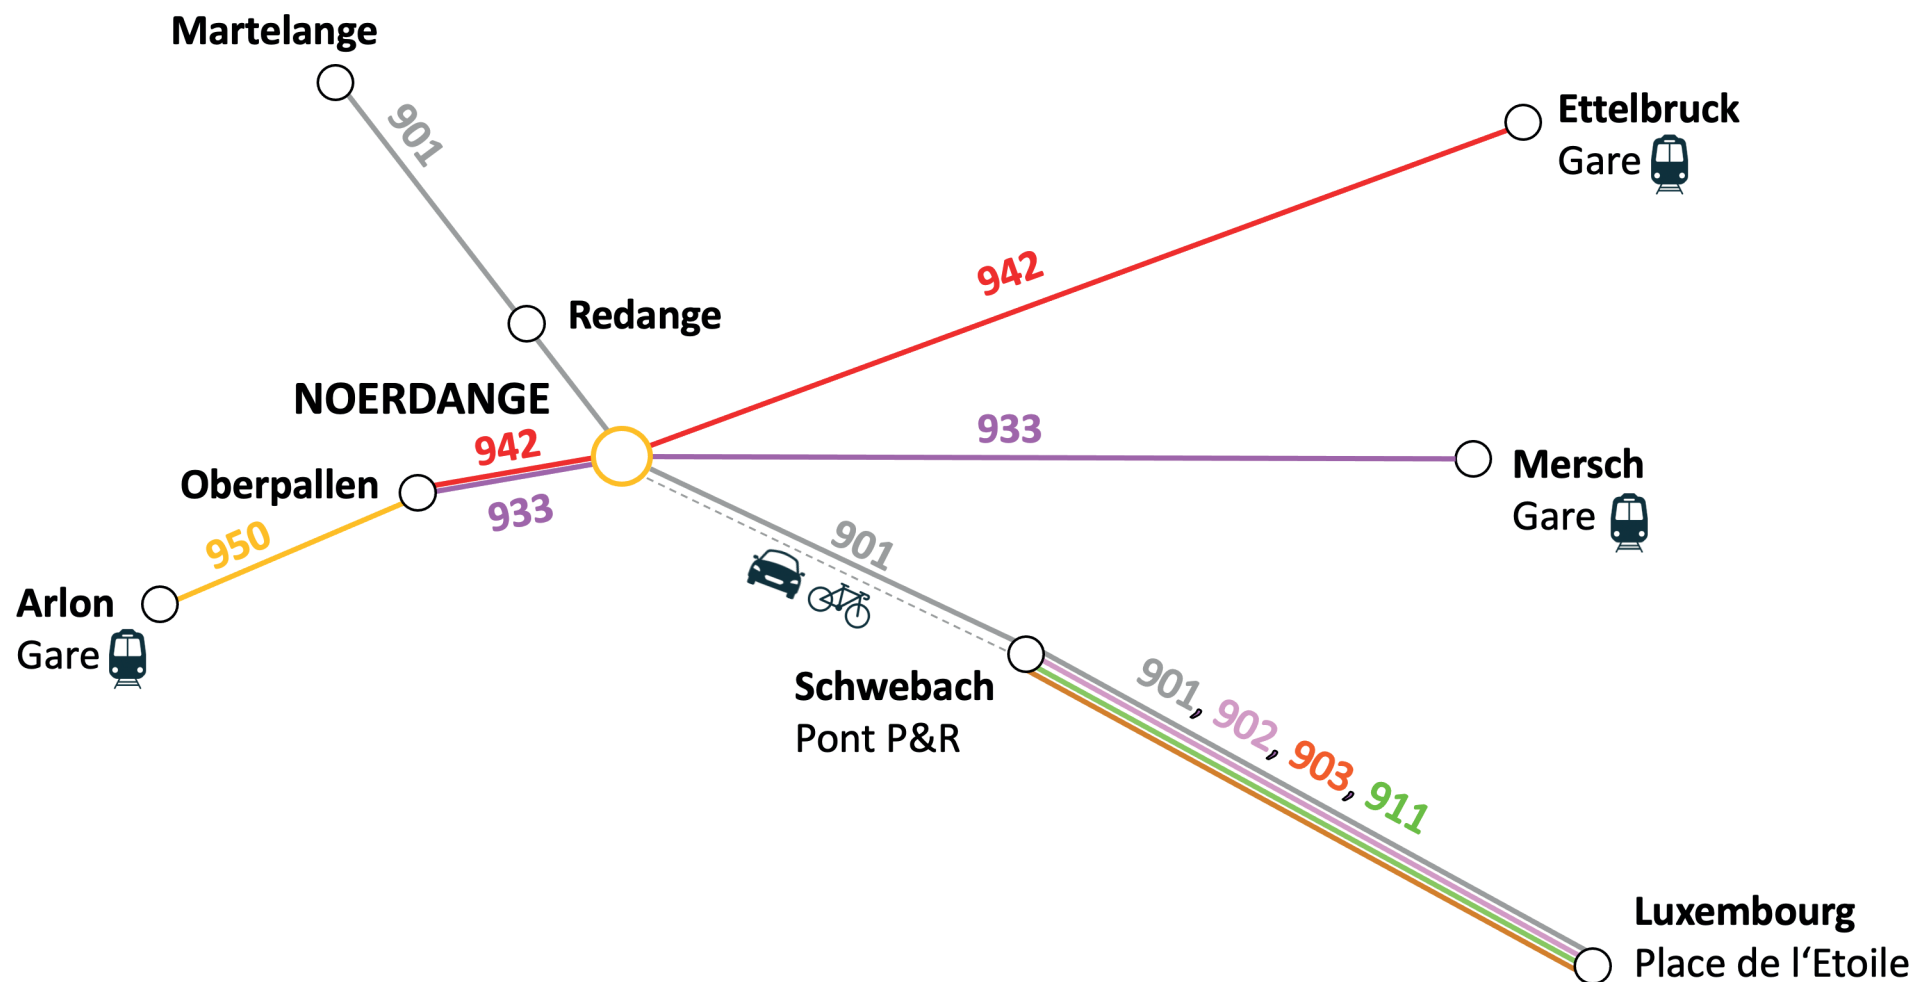 Martelange
901
Ettelbruck
Gare
942
Redange
NOERDANGE
942
933
Oberpallen
933
Mersch
Gare
950
901
Arlon
Gare
Schwebach
Pont P&R
901, 902, 903, 911
Luxembourg
Place de l‘Etoile